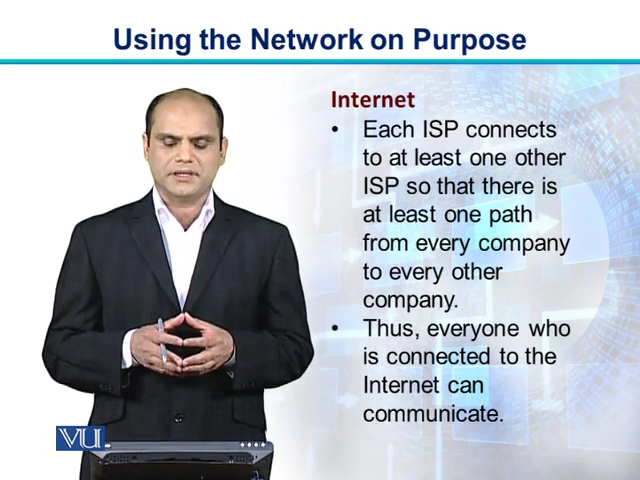 Using the Network on Purpose
Internet
• Each ISP connects
to at least one other
ISP so that there is
at least one path
from every company
to every other
company.
• Thus, everyone who
is connected to the
Internet can
communicate.
VU